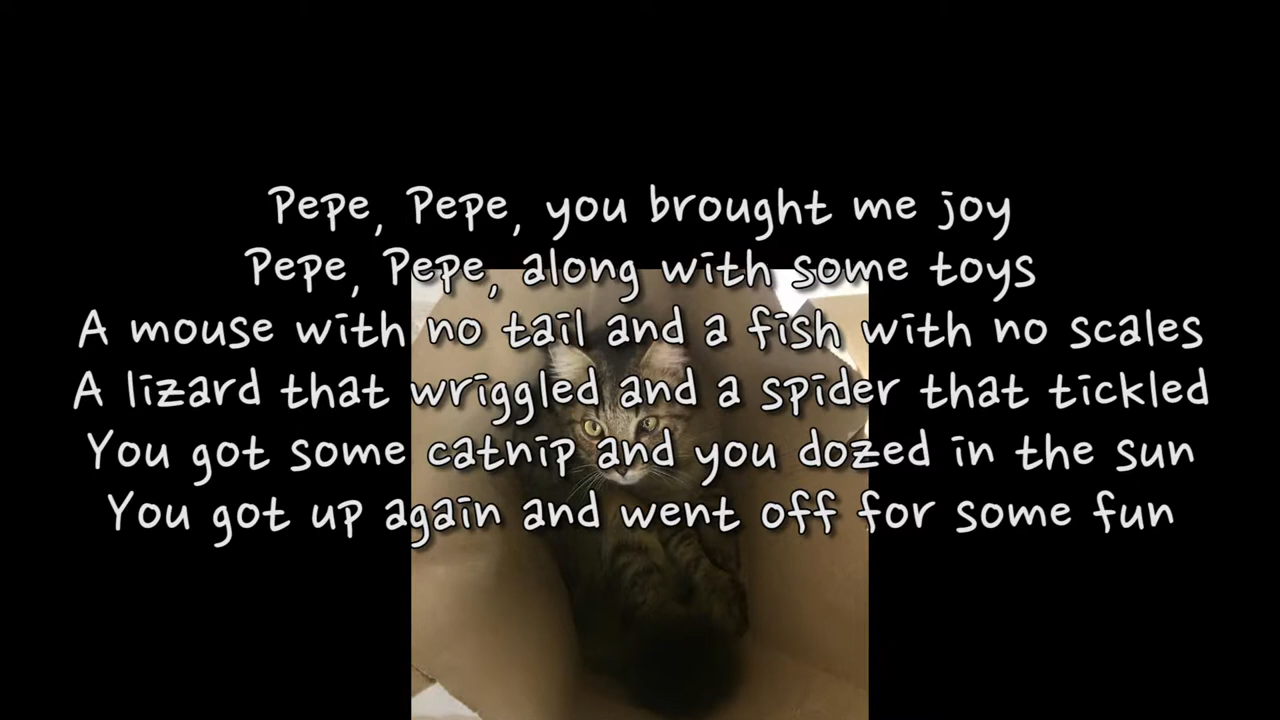 Pepe, Pepe, you brought me joy
Pepe, Pepe, along with some toys
A mouse with no tail and a fish with no scales
A lizard that wriggled and a spider that tickled
You got some catnip and you dozed in the sun
You got up again and went off for some fun